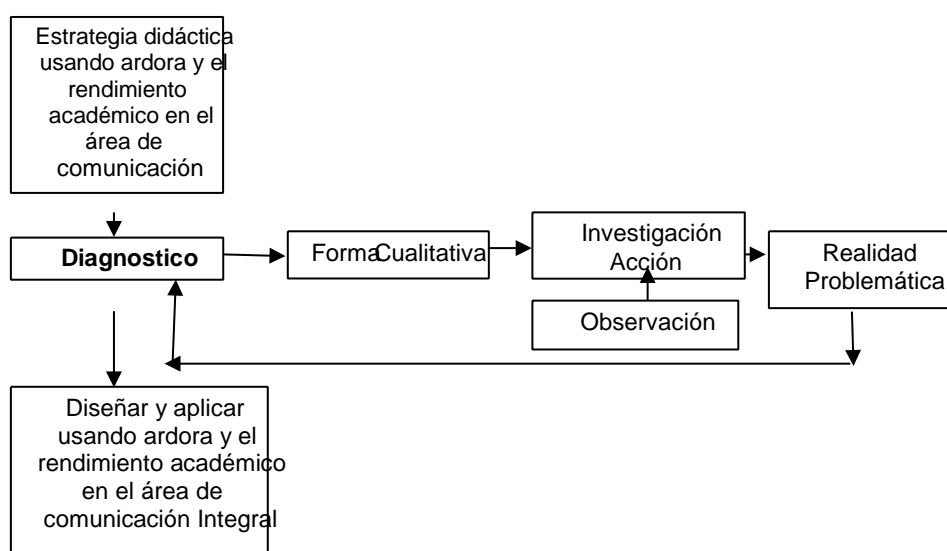 Estrategia didáctica
usando ardora y el
rendimiento
académico en el
área de
comunicación
Diagnostico
FormaCualitativa
Investigación
Acción
Realidad
Problemática
Observación
Diseñar y aplicar
usando ardora y el
rendimiento académico
en el área de
comunicación Integral